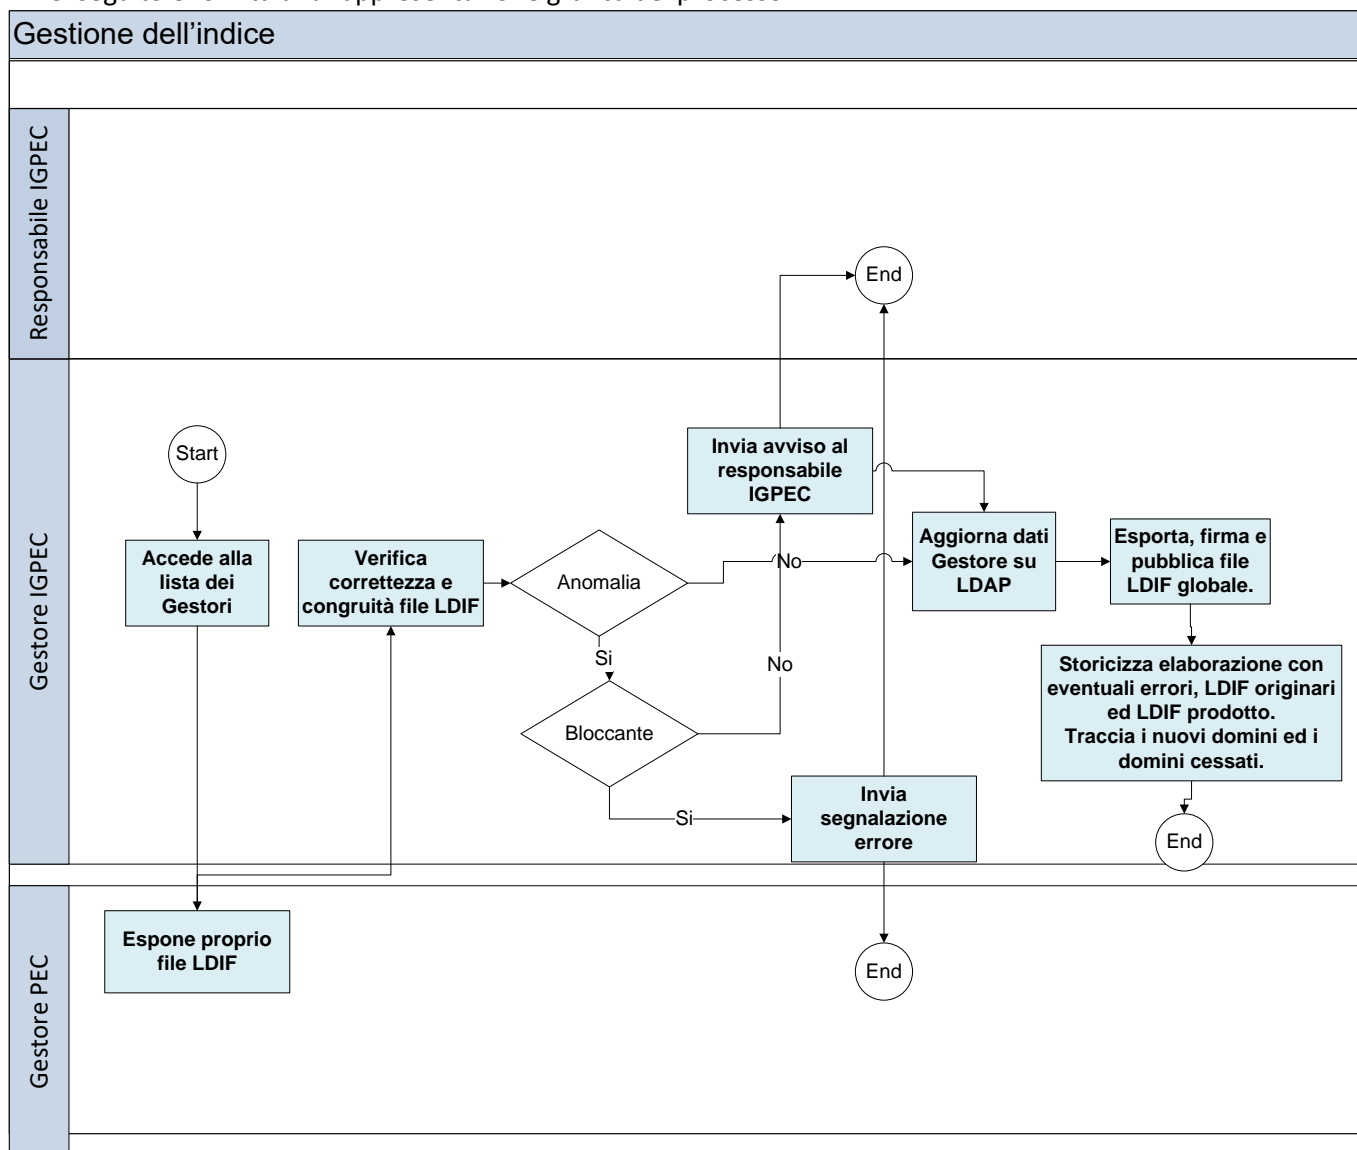 Gestione dell'indice
Responsabile IGPEC
End
Gestore IGPEC
Start
Invia avviso al
responsabile
IGPEC
Accede alla
lista dei
Gestori
Verifica
correttezza e
congruità file LDIF
Anomalia
No
Aggiorna dati
Gestore su
LDAP
Esporta, firma e
pubblica file
LDIF globale.
Si
No
Bloccante
Storicizza elaborazione con
eventuali errori, LDIF originari
ed LDIF prodotto.
Traccia i nuovi domini ed i
domini cessati.
Si
Invia
segnalazione
errore
End
Gestore PEC
Espone proprio
file LDIF
End